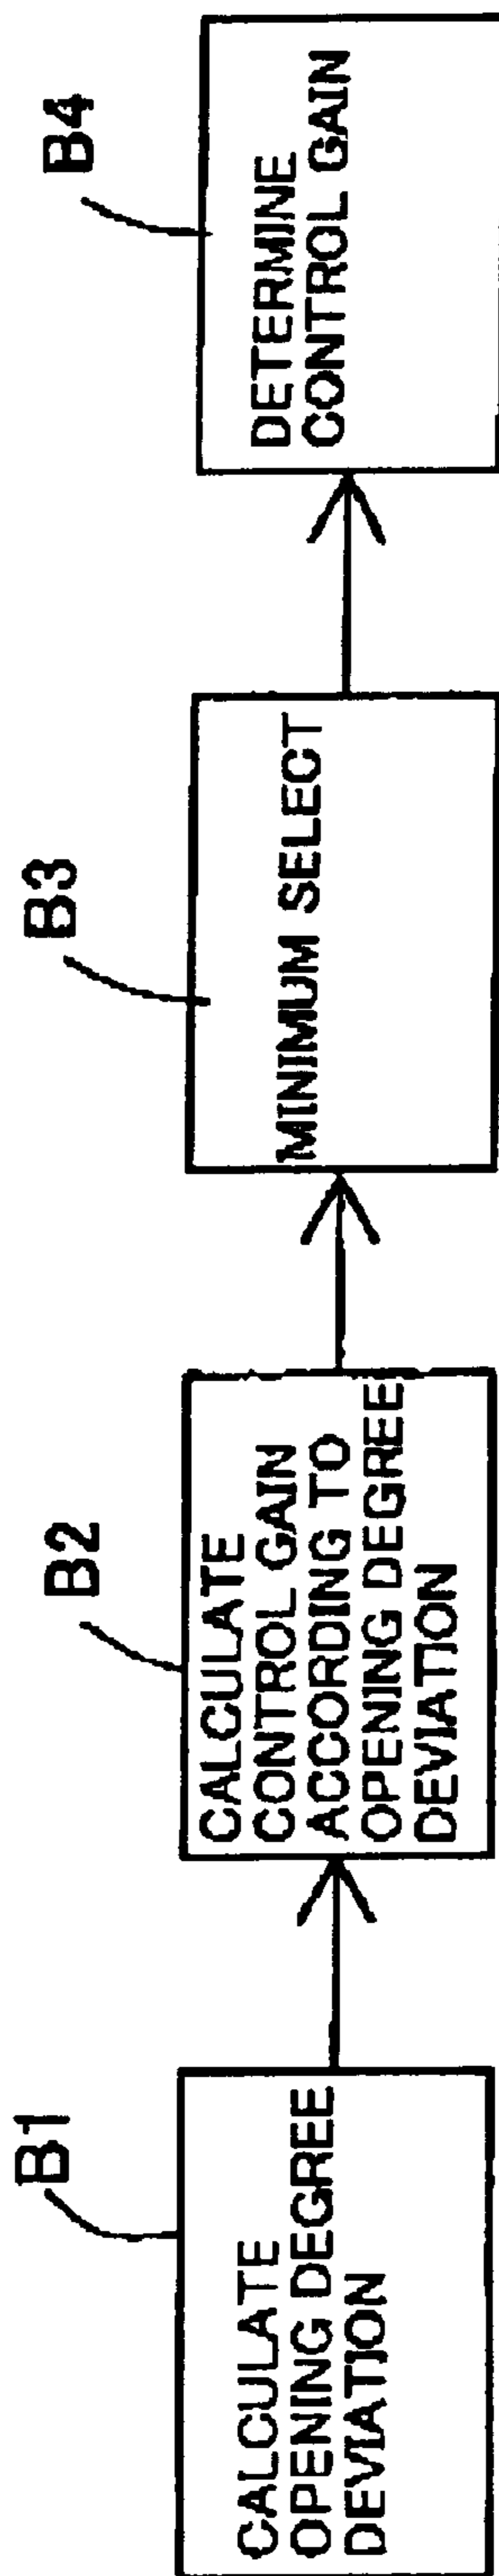 B1
CALCULATE
OPENING DEGREE
DEVIATION
B2
CALCULATE
CONTROL GAIN
ACCORDING TO
OPENING DEGREE
DEVIATION
B3
MINIMUM SELECT
B4
DETERMINE
CONTROL GAIN